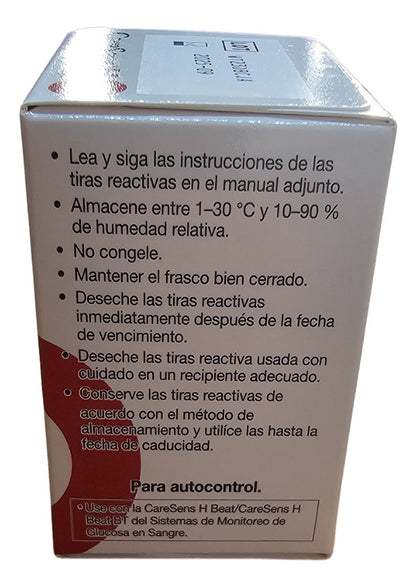 LOT
2025-09
• Lea y siga las instrucciones de las
tiras reactivas en el manual adjunto.
• Almacene entre 1–30 °C y 10–90 %
de humedad relativa.
• No congele.
• Mantener el frasco bien cerrado.
• Deseche las tiras reactivas
inmediatamente después de la fecha
de vencimiento.
• Deseche las tiras reactiva usada con
cuidado en un recipiente adecuado.
• Conserve las tiras reactivas de
acuerdo con el método de
almacenamiento y utilíce las hasta la
fecha de caducidad.
Para autocontrol.
• Use con la CareSens H Beat/CareSens H
Beat BT del Sistemas de Monitoreo de
Glucosa en Sangre.